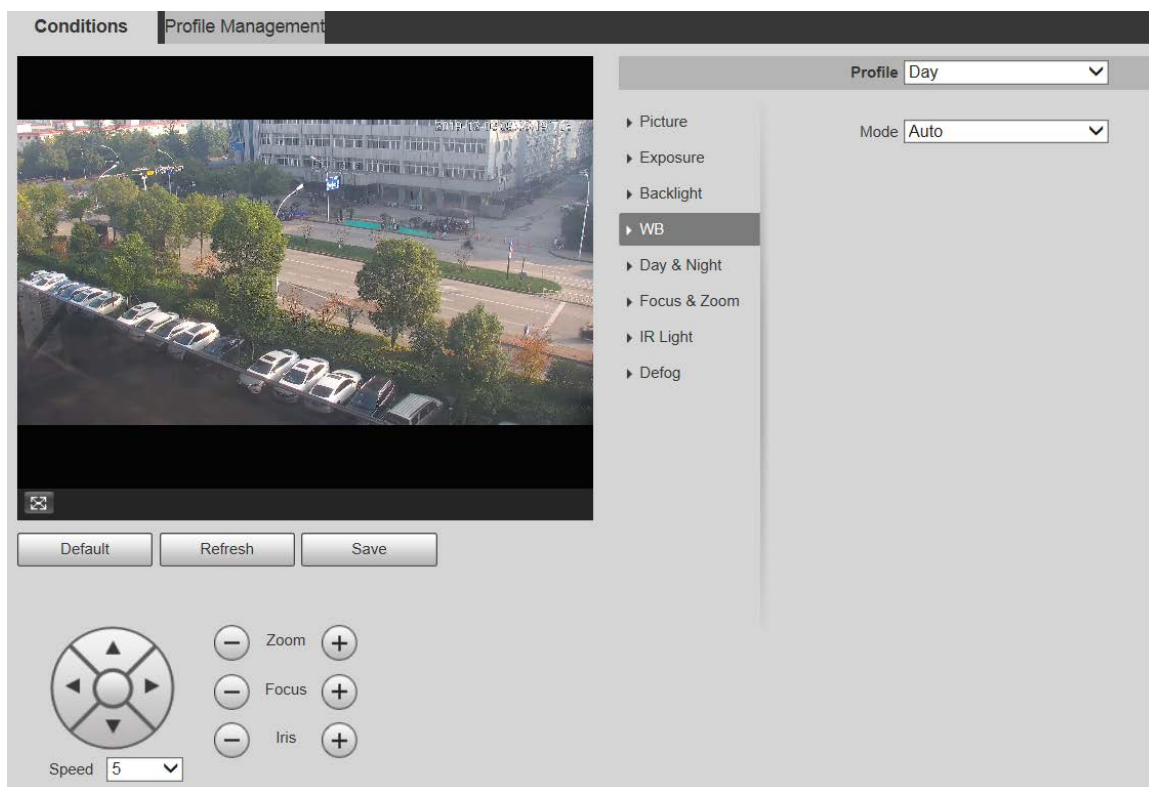 Conditions
Profile Management
Profile Day
Picture
Exposure
Backlight
WB
Day & Night
Focus & Zoom
IR Light
Defog
Mode Auto
Default
Refresh
Save
Zoom
Focus
Iris
Speed 5